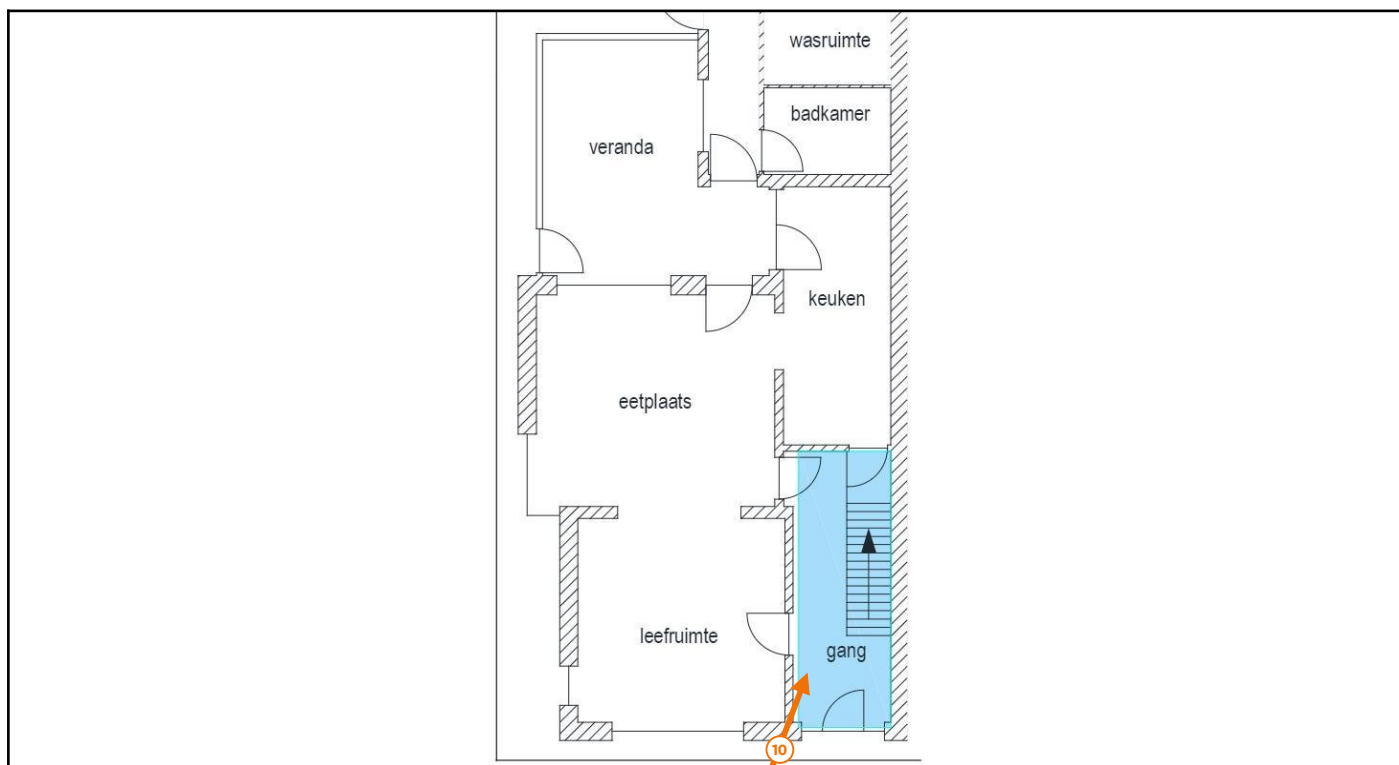 wasruimte
badkamer
veranda
keuken
eetplaats
leefruimte
gang
10